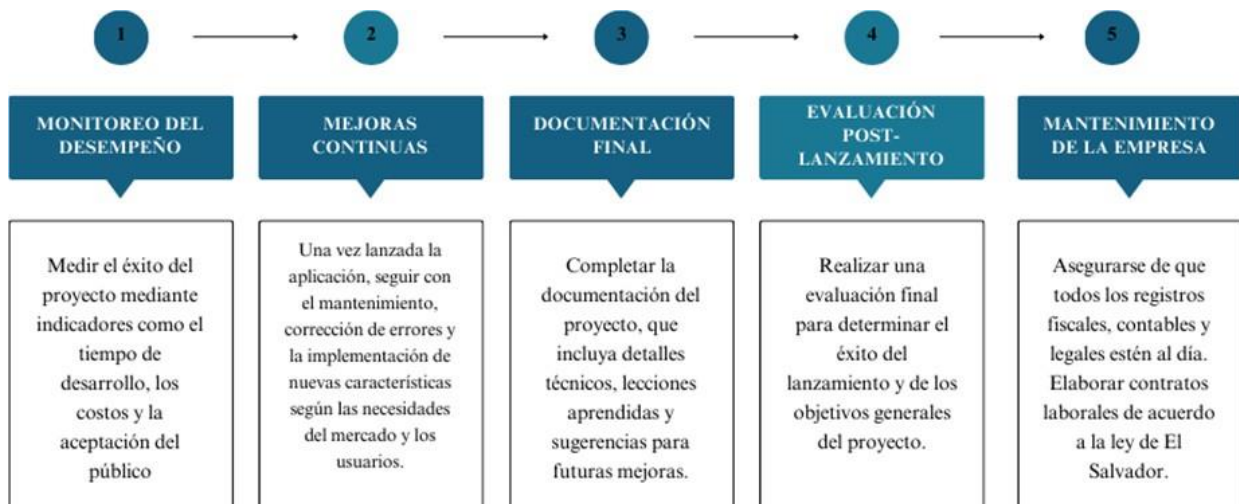 1
2
3
4
5
MONITOREO DEL
DESEMPEÑO
MEJORAS
CONTINUAS
DOCUMENTACIÓN
FINAL
EVALUACIÓN
POST-
LANZAMIENTO
MANTENIMIENTO
DE LA EMPRESA
Medir el éxito del
proyecto mediante
indicadores como el
tiempo de
desarrollo, los
costos y la
aceptación del
público
Una vez lanzada la
aplicación, seguir con
el mantenimiento,
corrección de errores y
la implementación de
nuevas características
según las necesidades
del mercado y los
usuarios.
Completar la
documentación del
proyecto, que
incluya detalles
técnicos, lecciones
aprendidas y
sugerencias para
futuras mejoras.
Realizar una
evaluación final
para determinar el
éxito del
lanzamiento y de los
objetivos generales
del proyecto.
Asegurarse de que
todos los registros
fiscales, contables y
legales estén al día.
Elaborar contratos
laborales de acuerdo
a la ley de El
Salvador.